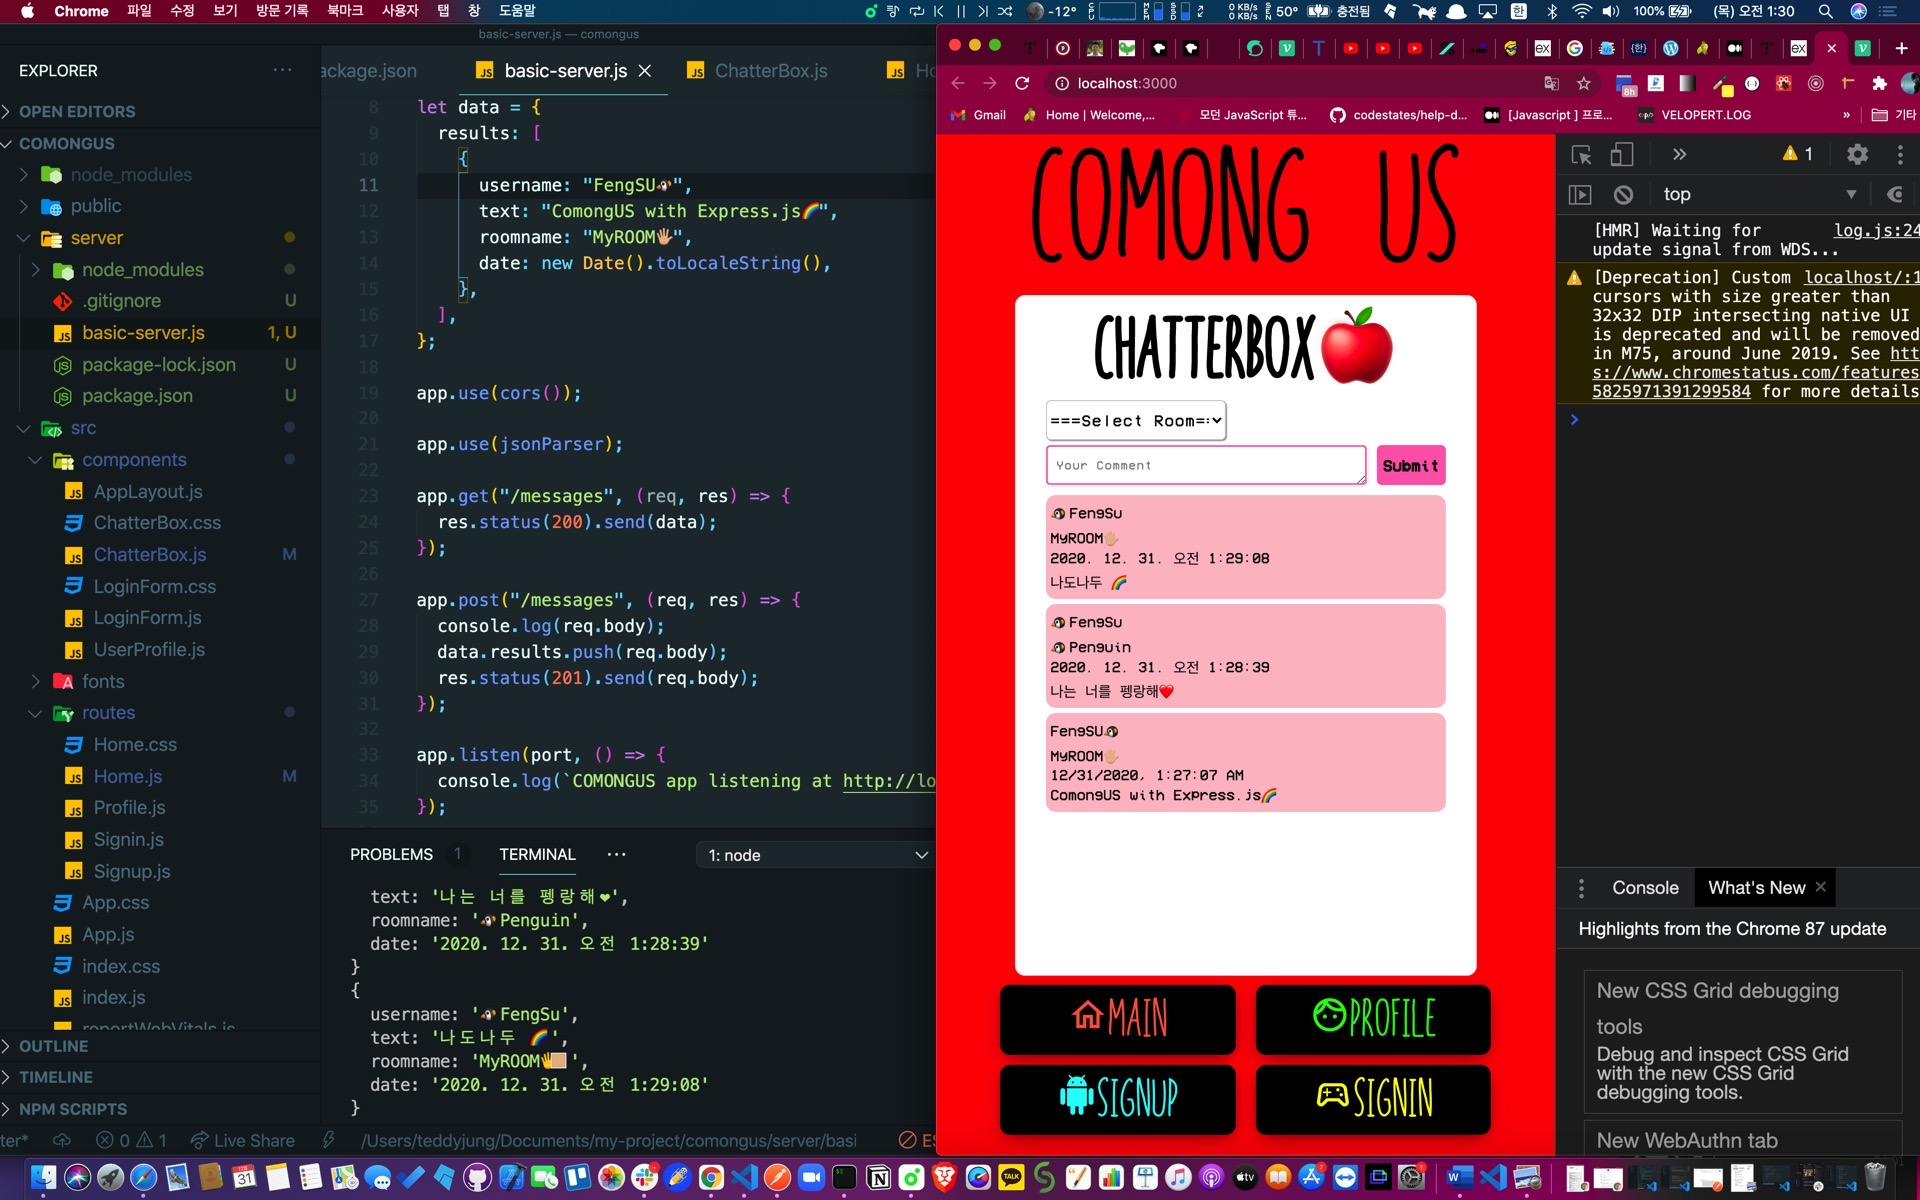 Chrome 파일 수정 보기 방문 기록 북마크 사용자 탭 창 도움말
-12° 0 KB/s 0 KB/s 50° 충전됨 한 100% (목) 오전 1:30
basic-server.js — comongus
EXPLORER
OPEN EDITORS
COMONGUS
node_modules
public
server
node_modules
.gitignore U
basic-server.js 1, U
package-lock.json U
package.json U
src
components
AppLayout.js
ChatterBox.css
ChatterBox.js M
LoginForm.css
LoginForm.js
UserProfile.js
fonts
routes
Home.css
Home.js M
Profile.js
Signin.js
Signup.js
App.css
App.js
index.css
index.js
reportWebVitals.js
OUTLINE
TIMELINE
NPM SCRIPTS
ackage.json basic-server.js ChatterBox.js Ho
8 let data = {
9 results: [
10 {
11 username: "FengSU🐧",
12 text: "ComongUS with Express.js🌈",
13 roomname: "MyROOM🖐🏼",
14 date: new Date().toLocaleString(),
15 },
16 ],
17 };
18
19 app.use(cors());
20
21 app.use(jsonParser);
22
23 app.get("/messages", (req, res) => {
24 res.status(200).send(data);
25 });
26
27 app.post("/messages", (req, res) => {
28 console.log(req.body);
29 data.results.push(req.body);
30 res.status(201).send(req.body);
31 });
32
33 app.listen(port, () => {
34 console.log(`COMONGUS app listening at http://lo
35 });
PROBLEMS 1 TERMINAL ··· 1: node
text: '나는 너를 펭랑해❤',
roomname: '🐧Penguin',
date: '2020. 12. 31. 오전 1:28:39'
}
{
username: '🐧FengSu',
text: '나도나두 🌈',
roomname: 'MyROOM🖐🏼 ',
date: '2020. 12. 31. 오전 1:29:08'
}
ter* 0 1 Live Share /Users/teddyjung/Documents/my-project/comongus/server/basi ES
localhost:3000
Gmail Home | Welcome,... 모던 JavaScript 튜... codestates/help-d... [Javascript ] 프로... VELOPERT.LOG » 기타
COMONG US
CHATTERBOX🍎
===Select Room=:
Your Comment
Submit
🐧FengSu
MyROOM🖐🏼
2020. 12. 31. 오전 1:29:08
나도나두 🌈
🐧FengSu
🐧Penguin
2020. 12. 31. 오전 1:28:39
나는 너를 펭랑해❤️
FengSU🐧
MyROOM🖐🏼
12/31/2020, 1:27:07 AM
ComongUS with Express.js🌈
MAIN
PROFILE
SIGNUP
SIGNIN
» 1
top
[HMR] Waiting for log.js:24
update signal from WDS...
[Deprecation] Custom localhost/:1
cursors with size greater than
32x32 DIP intersecting native UI
is deprecated and will be removed
in M75, around June 2019. See htt
s://www.chromestatus.com/features
5825971391299584 for more details
Console What's New
Highlights from the Chrome 87 update
New CSS Grid debugging
tools
Debug and inspect CSS Grid
with the new CSS Grid
debugging tools.
New WebAuthn tab